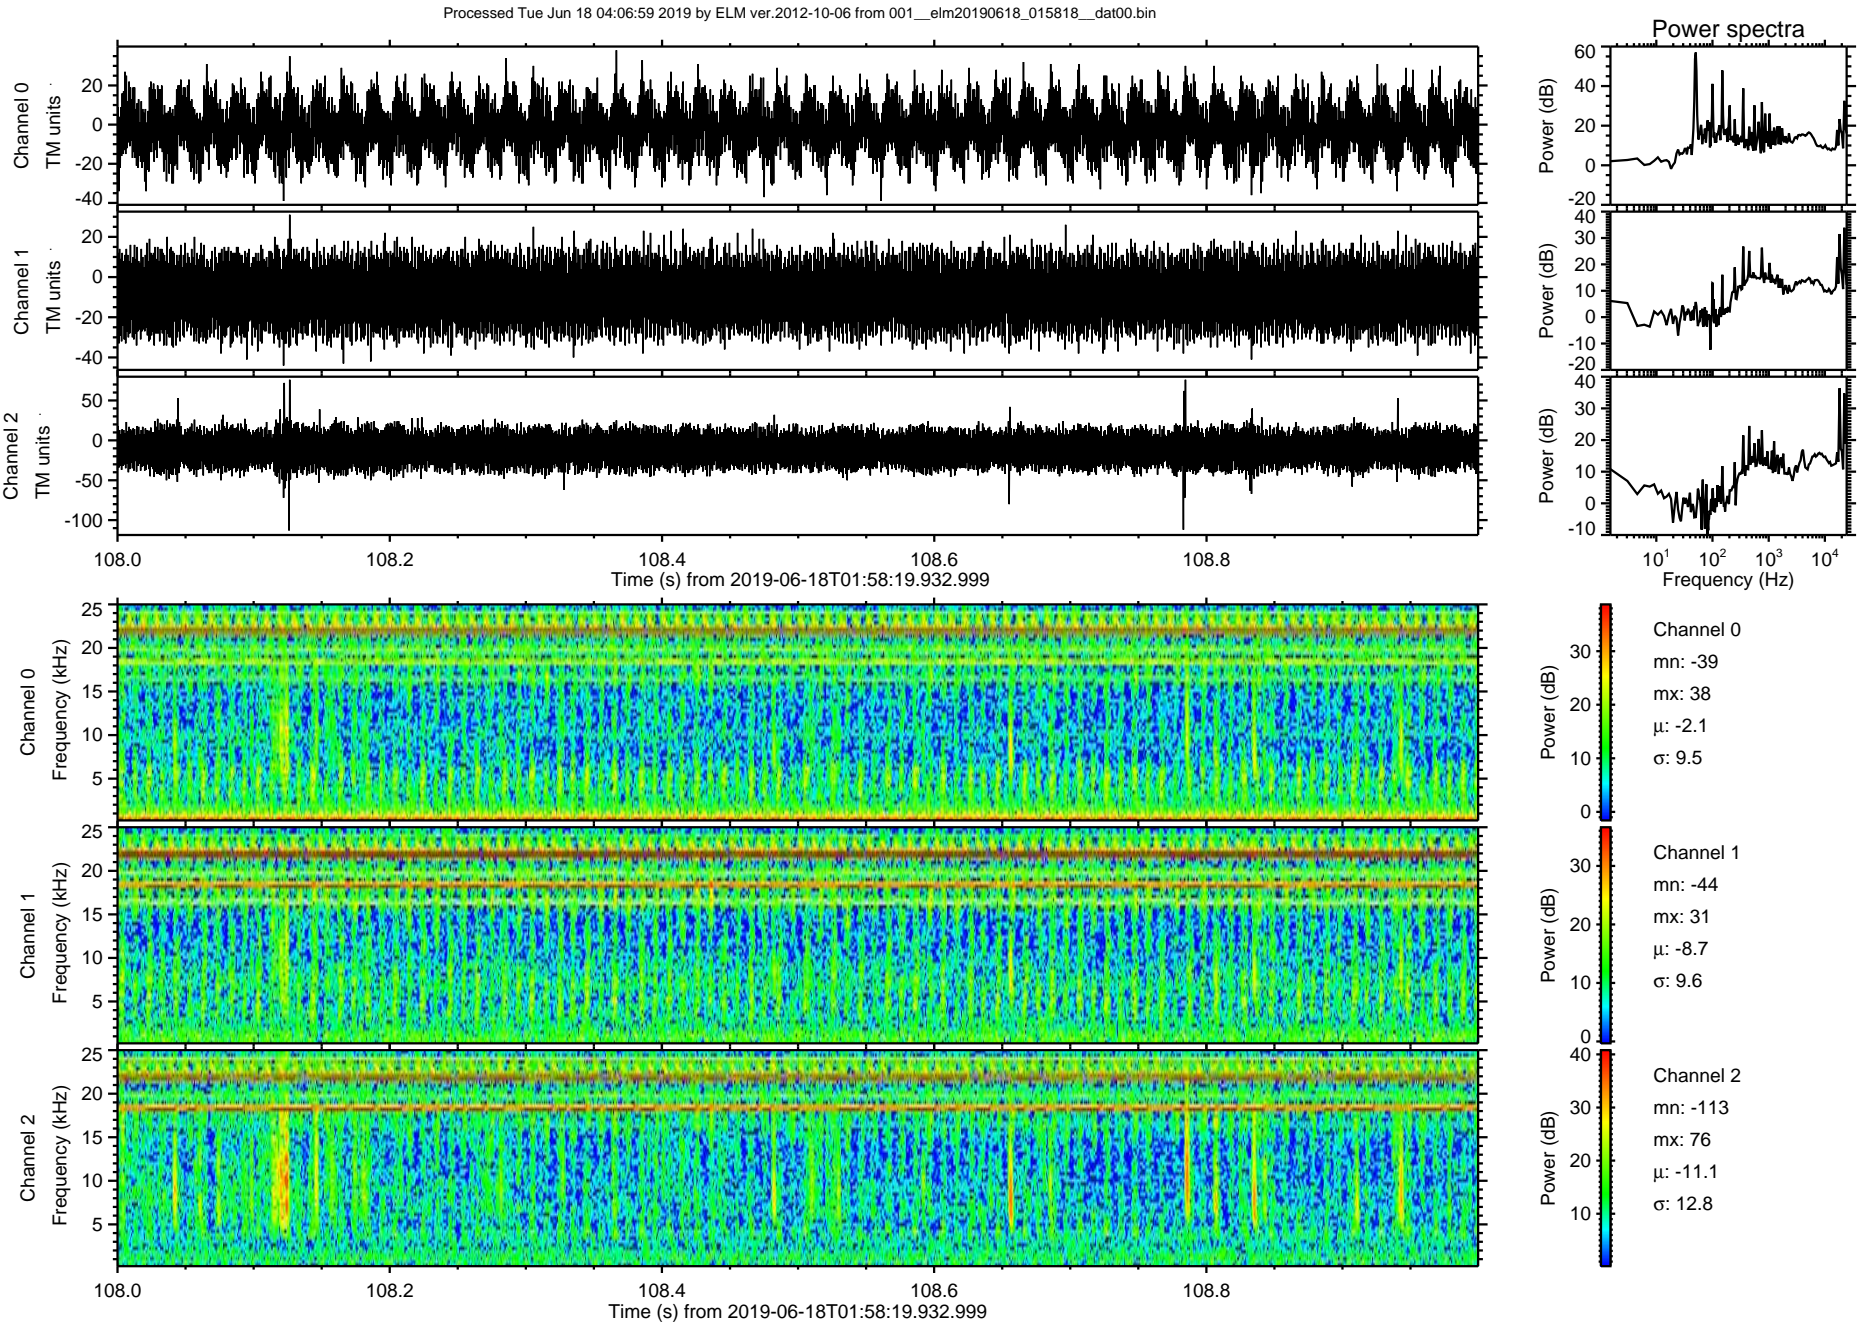 Processed Tue Jun 18 04:06:59 2019 by ELM ver.2012-10-06 from 001__elm20190618_015818__dat00.bin
Power spectra
Channel 0
TM units
20
0
-20
-40
Power (dB)
60
40
20
0
-20
Channel 1
TM units
20
0
-20
-40
Power (dB)
40
30
20
10
0
-10
-20
Channel 2
TM units
50
0
-50
-100
Power (dB)
40
30
20
10
0
-10
108.0 108.2 108.4 108.6 108.8
Time (s) from 2019-06-18T01:58:19.932.999
10¹ 10² 10³ 10⁴
Frequency (Hz)
Channel 0
Frequency (kHz)
25
20
15
10
5
Power (dB)
30
20
10
0
Channel 0
mn: -39
mx: 38
μ: -2.1
σ: 9.5
Channel 1
Frequency (kHz)
25
20
15
10
5
Power (dB)
30
20
10
0
Channel 1
mn: -44
mx: 31
μ: -8.7
σ: 9.6
Channel 2
Frequency (kHz)
25
20
15
10
5
Power (dB)
40
30
20
10
Channel 2
mn: -113
mx: 76
μ: -11.1
σ: 12.8
108.0 108.2 108.4 108.6 108.8
Time (s) from 2019-06-18T01:58:19.932.999